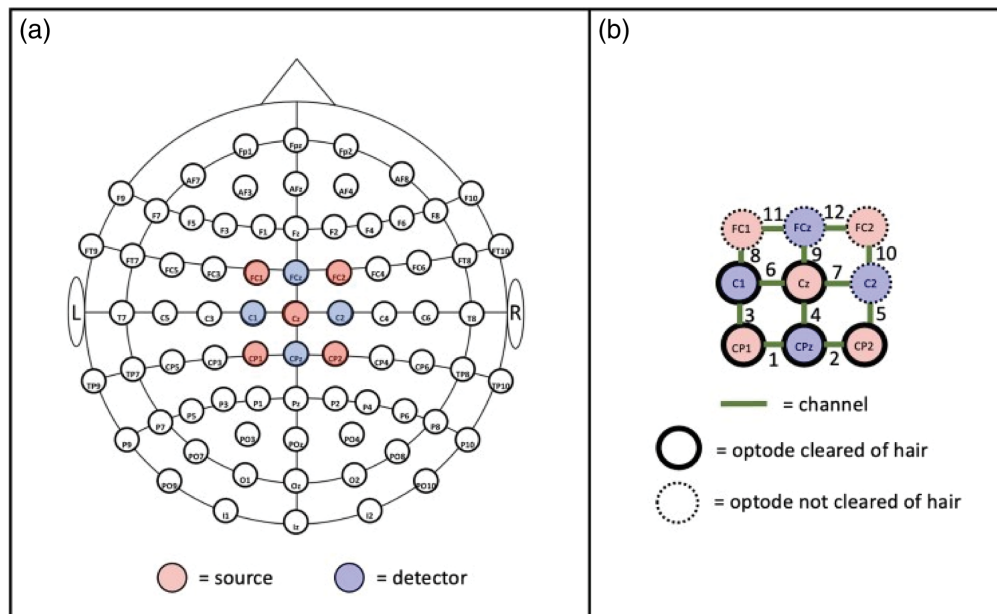 (a)
Fp1 Fpz Fp2
AF7 AF3 AFz AF4 AF8
F9 F7 F5 F3 F1 Fz F2 F4 F6 F8 F10
FT9 FT7 FC5 FC3 FC1 FCz FC2 FC4 FC6 FT8 FT10
L T7 C5 C3 C1 Cz C2 C4 C6 T8 R
TP9 TP7 CP5 CP3 CP1 CPz CP2 CP4 CP6 TP8 TP10
P9 P7 P5 P3 P1 Pz P2 P4 P6 P8 P10
PO9 PO7 PO3 POz PO4 PO8 PO10
O1 Oz O2
I1 Iz I2
= source
= detector
(b)
FC1 11 FCz 12 FC2
8 9 10
C1 6 Cz 7 C2
3 4 5
CP1 1 CPz 2 CP2
= channel
= optode cleared of hair
= optode not cleared of hair